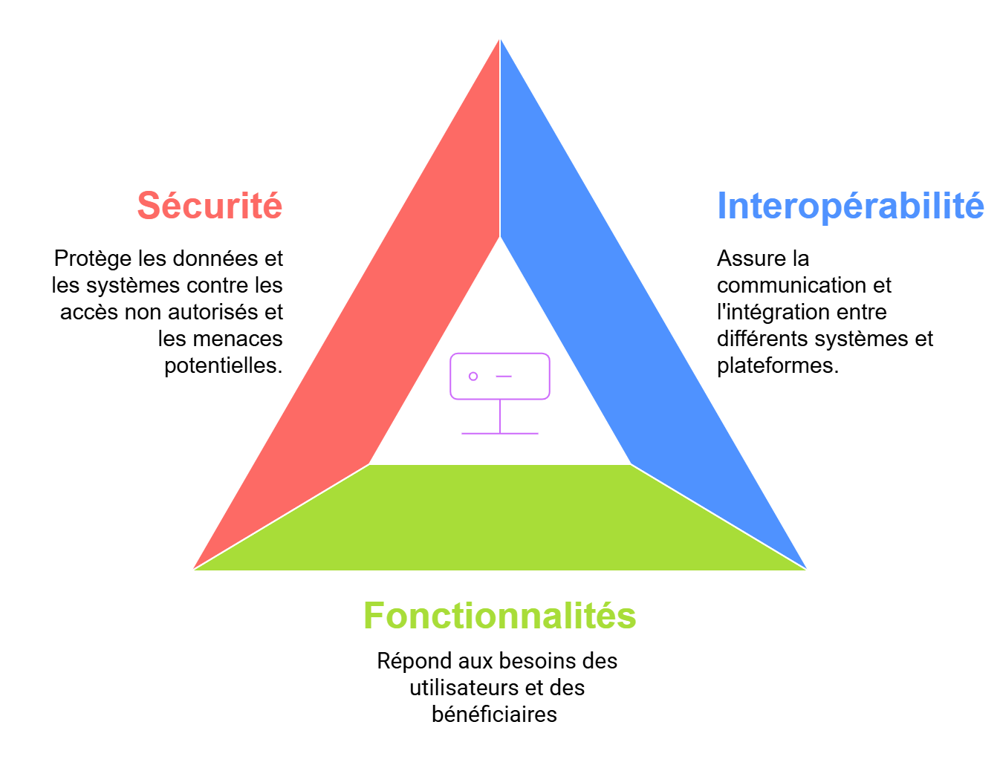 Sécurité
Protège les données et
les systèmes contre les
accès non autorisés et
les menaces
potentielles.
Interopérabilité
Assure la
communication et
l'intégration entre
différents systèmes et
plateformes.
Fonctionnalités
Répond aux besoins des
utilisateurs et des
bénéficiaires